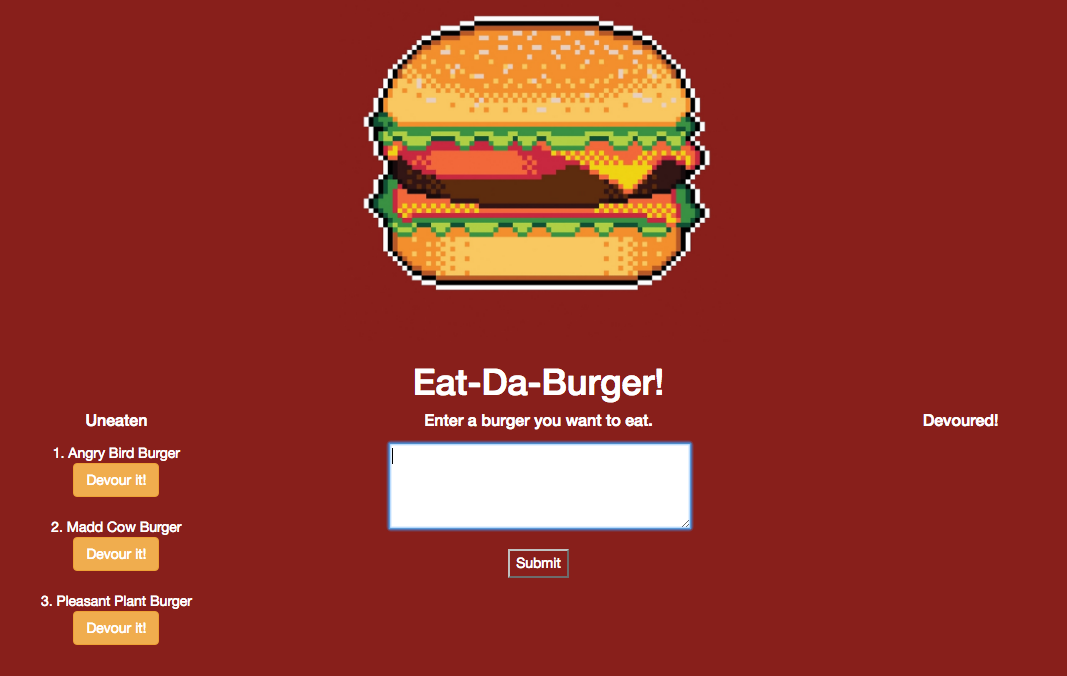 Eat-Da-Burger!
Uneaten
Enter a burger you want to eat.
Devoured!
1. Angry Bird Burger
Devour it!
2. Madd Cow Burger
Devour it!
3. Pleasant Plant Burger
Devour it!
Submit